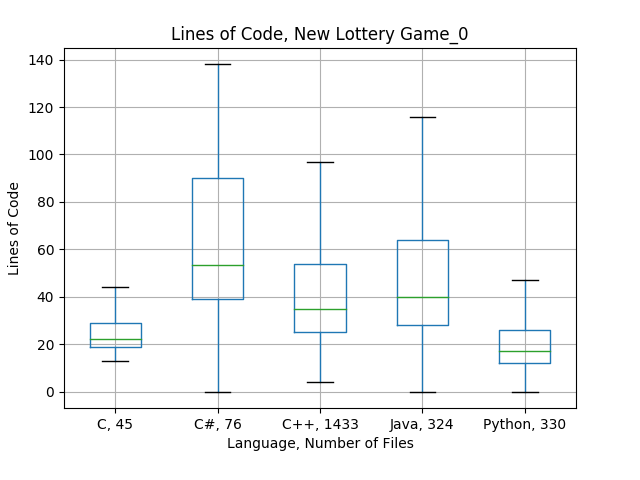 Lines of Code, New Lottery Game_0
Lines of Code
140
120
100
80
60
40
20
0
C, 45
C#, 76
C++, 1433
Java, 324
Python, 330
Language, Number of Files